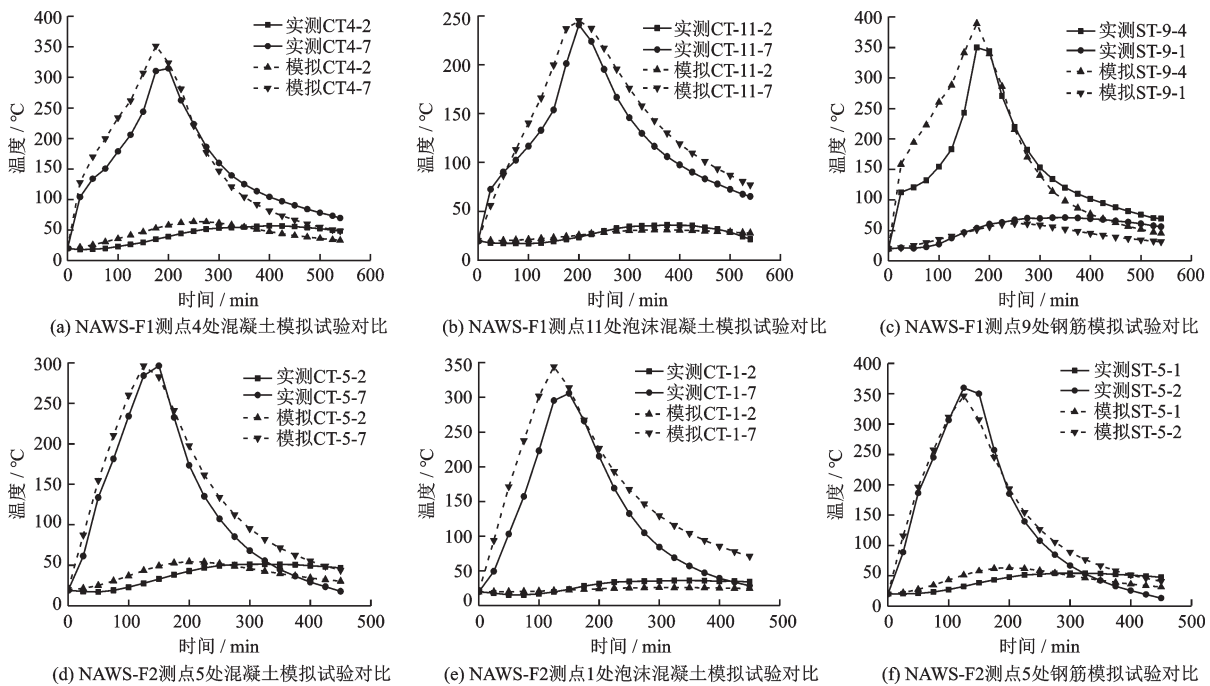 400
350
300
250
200
150
100
50
0
温度 / ℃
0 100 200 300 400 500 600
时间 / min
实测CT4-2
实测CT4-7
模拟CT4-2
模拟CT4-7
(a) NAWS-F1测点4处混凝土模拟试验对比
250
200
150
100
50
0
温度 / ℃
0 100 200 300 400 500 600
时间 / min
实测CT-11-2
实测CT-11-7
模拟CT-11-2
模拟CT-11-7
(b) NAWS-F1测点11处泡沫混凝土模拟试验对比
400
350
300
250
200
150
100
50
0
温度 / ℃
0 100 200 300 400 500 600
时间 / min
实测ST-9-4
实测ST-9-1
模拟ST-9-4
模拟ST-9-1
(c) NAWS-F1测点9处钢筋模拟试验对比
300
250
200
150
100
50
0
温度 / ℃
0 100 200 300 400 500
时间 / min
实测CT-5-2
实测CT-5-7
模拟CT-5-2
模拟CT-5-7
(d) NAWS-F2测点5处混凝土模拟试验对比
350
300
250
200
150
100
50
0
温度 / ℃
0 100 200 300 400 500
时间 / min
实测CT-1-2
实测CT-1-7
模拟CT-1-2
模拟CT-1-7
(e) NAWS-F2测点1处泡沫混凝土模拟试验对比
400
350
300
250
200
150
100
50
0
温度 / ℃
0 100 200 300 400 500
时间 / min
实测ST-5-1
实测ST-5-2
模拟ST-5-1
模拟ST-5-2
(f) NAWS-F2测点5处钢筋模拟试验对比